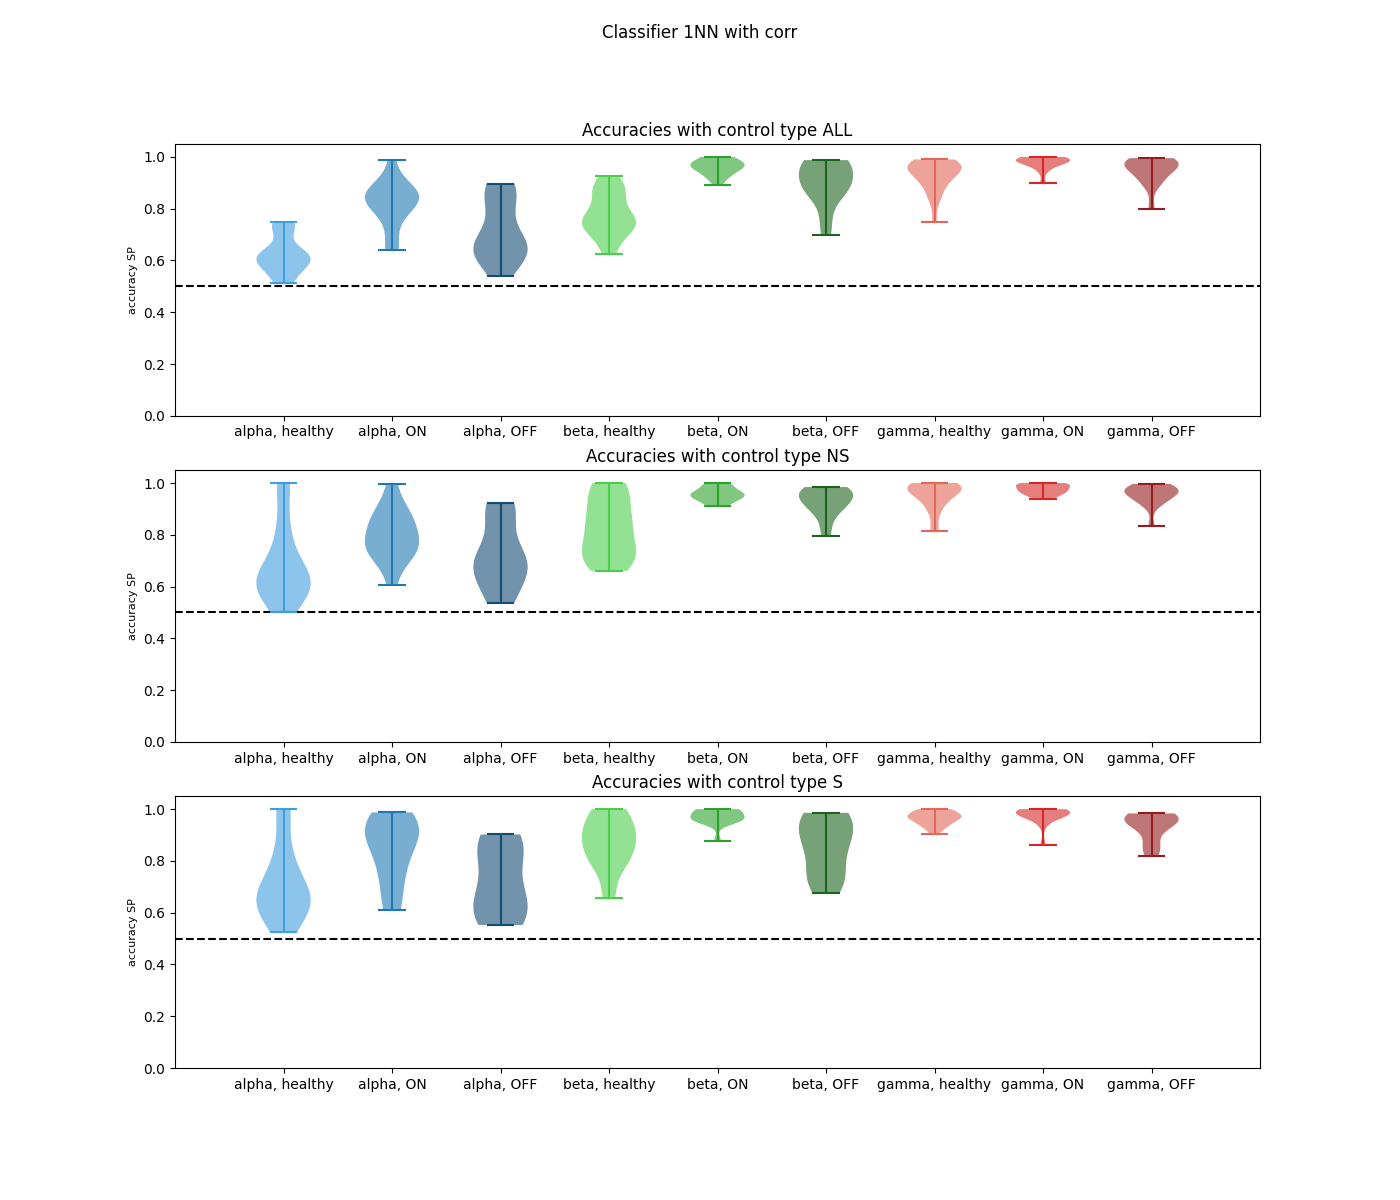 Classifier 1NN with corr
Accuracies with control type ALL
accuracy SP
1.0
0.8
0.6
0.4
0.2
0.0
alpha, healthy alpha, ON alpha, OFF beta, healthy beta, ON beta, OFF gamma, healthy gamma, ON gamma, OFF
Accuracies with control type NS
accuracy SP
1.0
0.8
0.6
0.4
0.2
0.0
alpha, healthy alpha, ON alpha, OFF beta, healthy beta, ON beta, OFF gamma, healthy gamma, ON gamma, OFF
Accuracies with control type S
accuracy SP
1.0
0.8
0.6
0.4
0.2
0.0
alpha, healthy alpha, ON alpha, OFF beta, healthy beta, ON beta, OFF gamma, healthy gamma, ON gamma, OFF